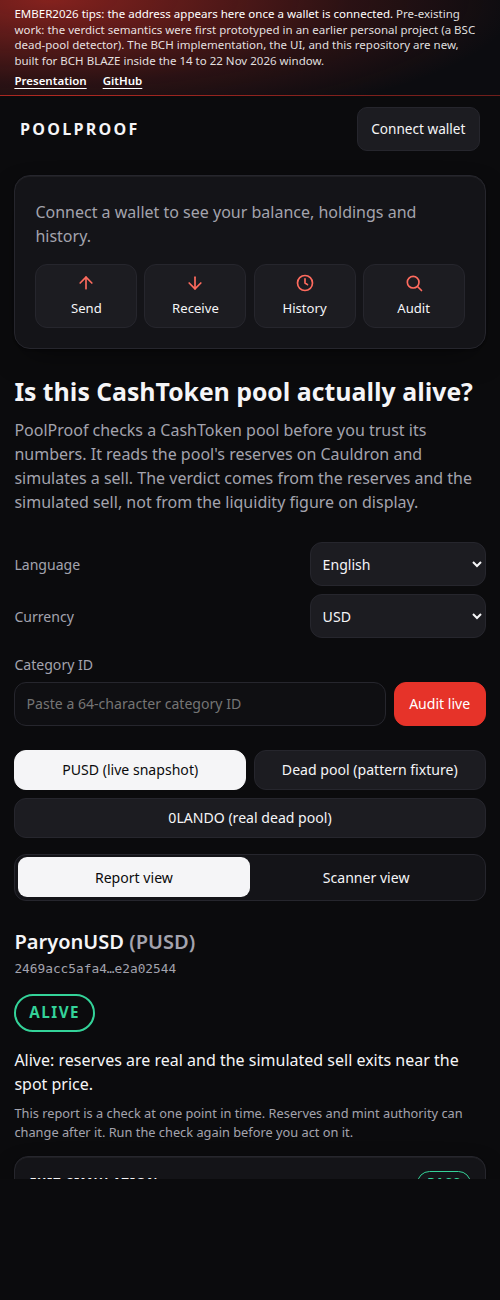 EMBER2026 tips: the address appears here once a wallet is connected. Pre-existing
work: the verdict semantics were first prototyped in an earlier personal project (a BSC
dead-pool detector). The BCH implementation, the UI, and this repository are new,
built for BCH BLAZE inside the 14 to 22 Nov 2026 window.
Presentation GitHub
POOLPROOF
Connect wallet
Connect a wallet to see your balance, holdings and
history.
Send Receive History Audit
Is this CashToken pool actually alive?
PoolProof checks a CashToken pool before you trust its
numbers. It reads the pool's reserves on Cauldron and
simulates a sell. The verdict comes from the reserves and the
simulated sell, not from the liquidity figure on display.
Language English
Currency USD
Category ID
Paste a 64-character category ID Audit live
PUSD (live snapshot) Dead pool (pattern fixture)
0LANDO (real dead pool)
Report view Scanner view
ParyonUSD (PUSD)
2469acc5afa4…e2a02544
ALIVE
Alive: reserves are real and the simulated sell exits near the
spot price.
This report is a check at one point in time. Reserves and mint authority can
change after it. Run the check again before you act on it.